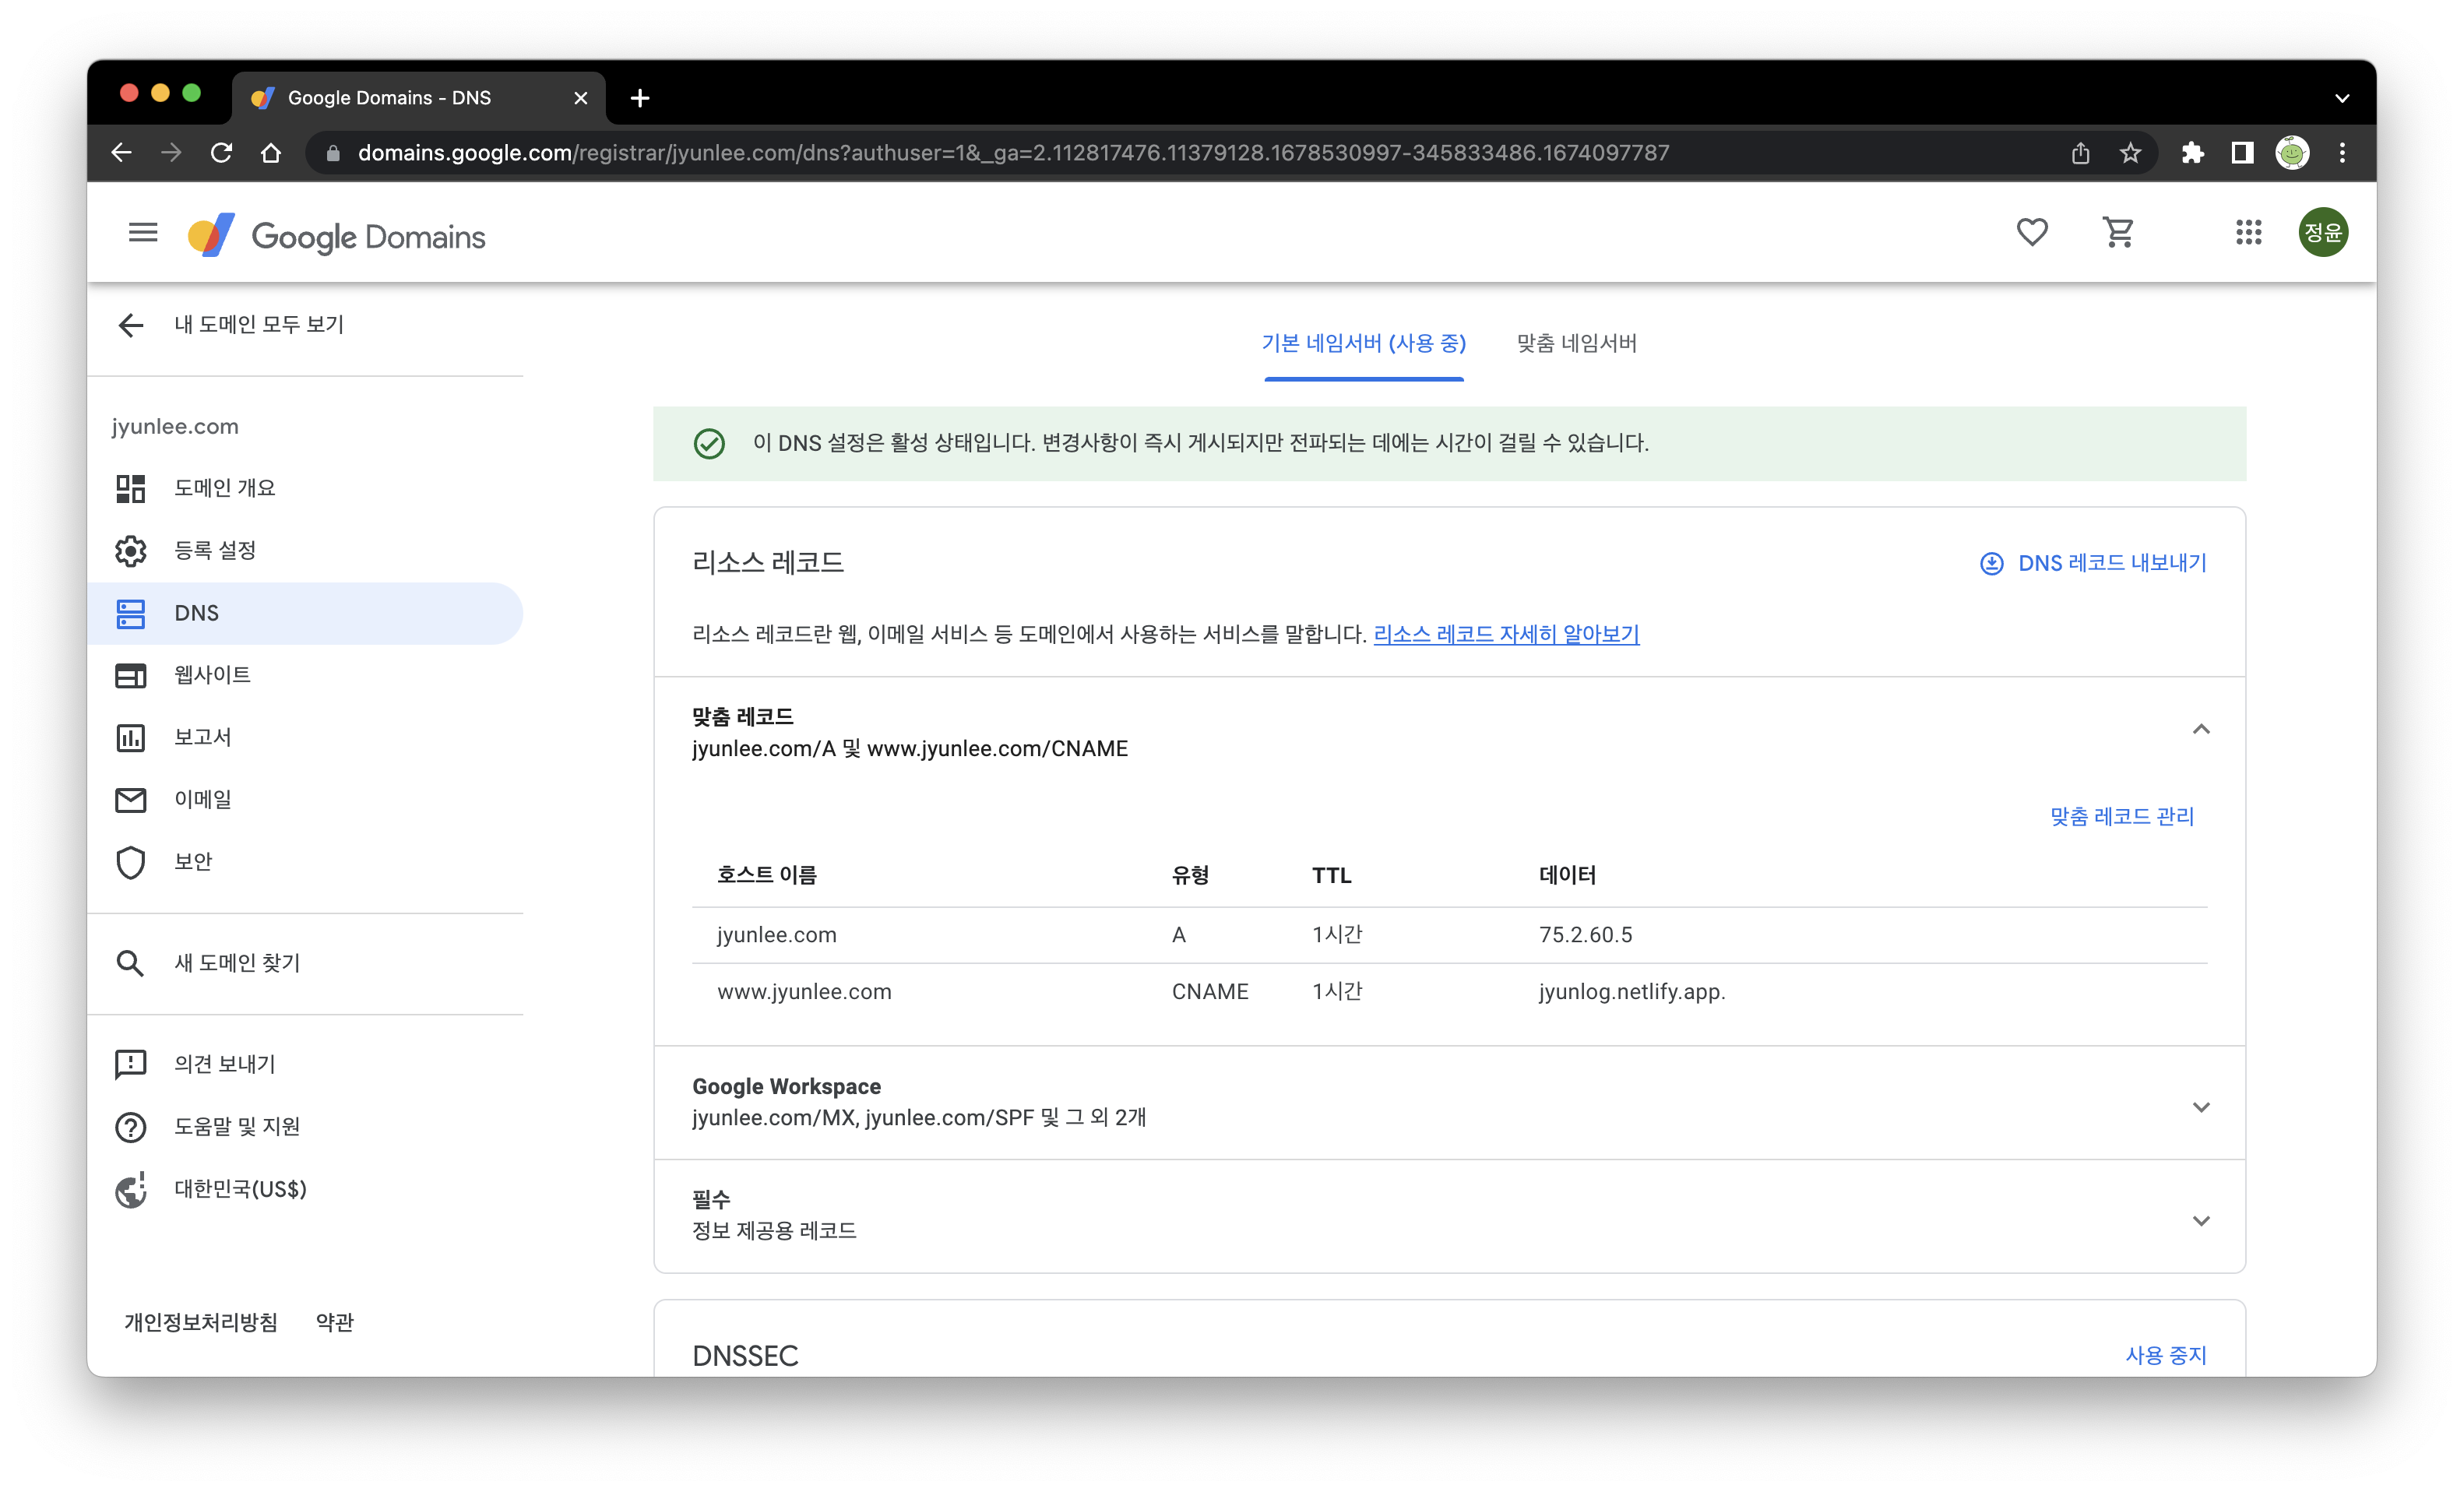 Google Domains - DNS
domains.google.com/registrar/jyunlee.com/dns?authuser=1&_ga=2.112817476.11379128.1678530997-345833486.1674097787
Google Domains
정윤
내 도메인 모두 보기
jyunlee.com
도메인 개요
등록 설정
DNS
웹사이트
보고서
이메일
보안
새 도메인 찾기
의견 보내기
도움말 및 지원
대한민국(US$)
개인정보처리방침 약관
기본 네임서버 (사용 중) 맞춤 네임서버
이 DNS 설정은 활성 상태입니다. 변경사항이 즉시 게시되지만 전파되는 데에는 시간이 걸릴 수 있습니다.
리소스 레코드
DNS 레코드 내보내기
리소스 레코드란 웹, 이메일 서비스 등 도메인에서 사용하는 서비스를 말합니다. 리소스 레코드 자세히 알아보기
맞춤 레코드
jyunlee.com/A 및 www.jyunlee.com/CNAME
맞춤 레코드 관리
호스트 이름 유형 TTL 데이터
jyunlee.com A 1시간 75.2.60.5
www.jyunlee.com CNAME 1시간 jyunlog.netlify.app.
Google Workspace
jyunlee.com/MX, jyunlee.com/SPF 및 그 외 2개
필수
정보 제공용 레코드
DNSSEC
사용 중지